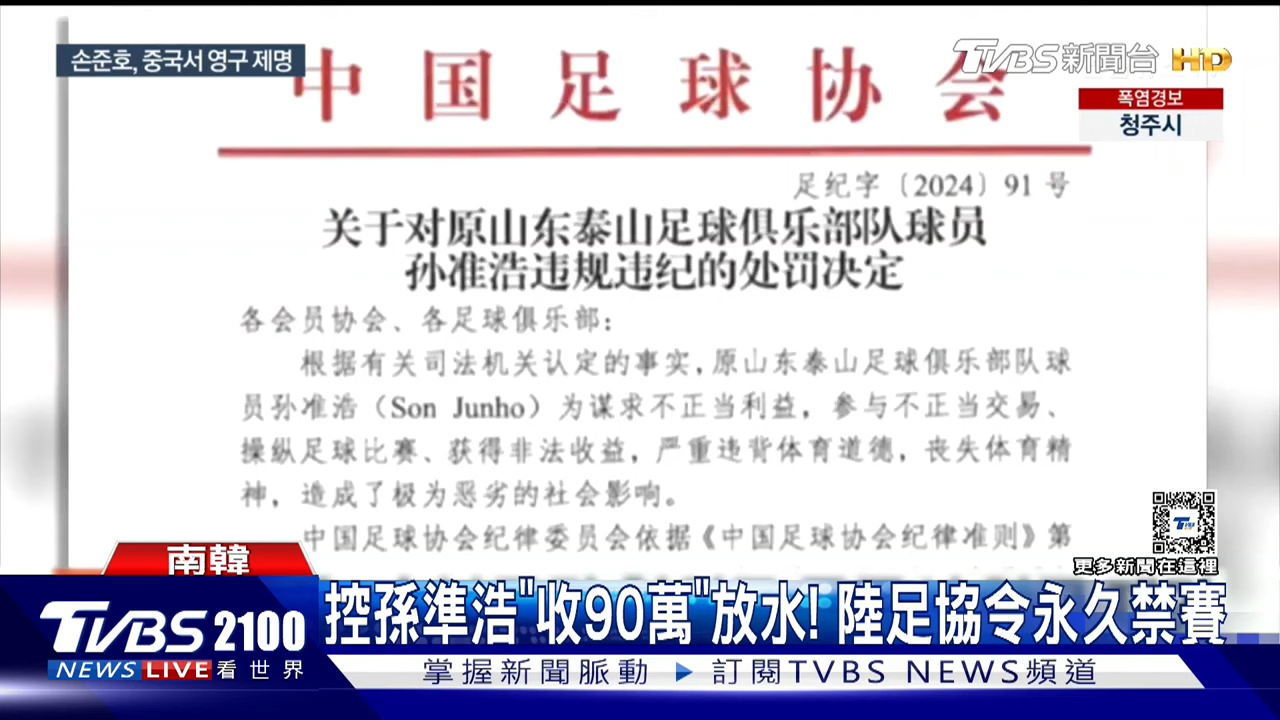 손준호, 중국서 영구 제명
TVBS新聞台 HD
폭염경보
청주시
中国足球协会
足纪字〔2024〕91号
关于对原山东泰山足球俱乐部队球员
孙准浩违规违纪的处罚决定
各会员协会、各足球俱乐部:
根据有关司法机关认定的事实,原山东泰山足球俱乐部队球
员孙准浩(Son Junho)为谋求不正当利益,参与不正当交易、
操纵足球比赛、获得非法收益,严重违背体育道德,丧失体育精
神,造成了极为恶劣的社会影响。
中国足球协会纪律委员会依据《中国足球协会纪律准则》第
TVBS
更多新聞在這裡
南韓
控孫準浩"收90萬"放水!陸足協令永久禁賽
TVBS 2100
NEWS LIVE 看世界
掌握新聞脈動 ▶ 訂閱TVBS NEWS頻道